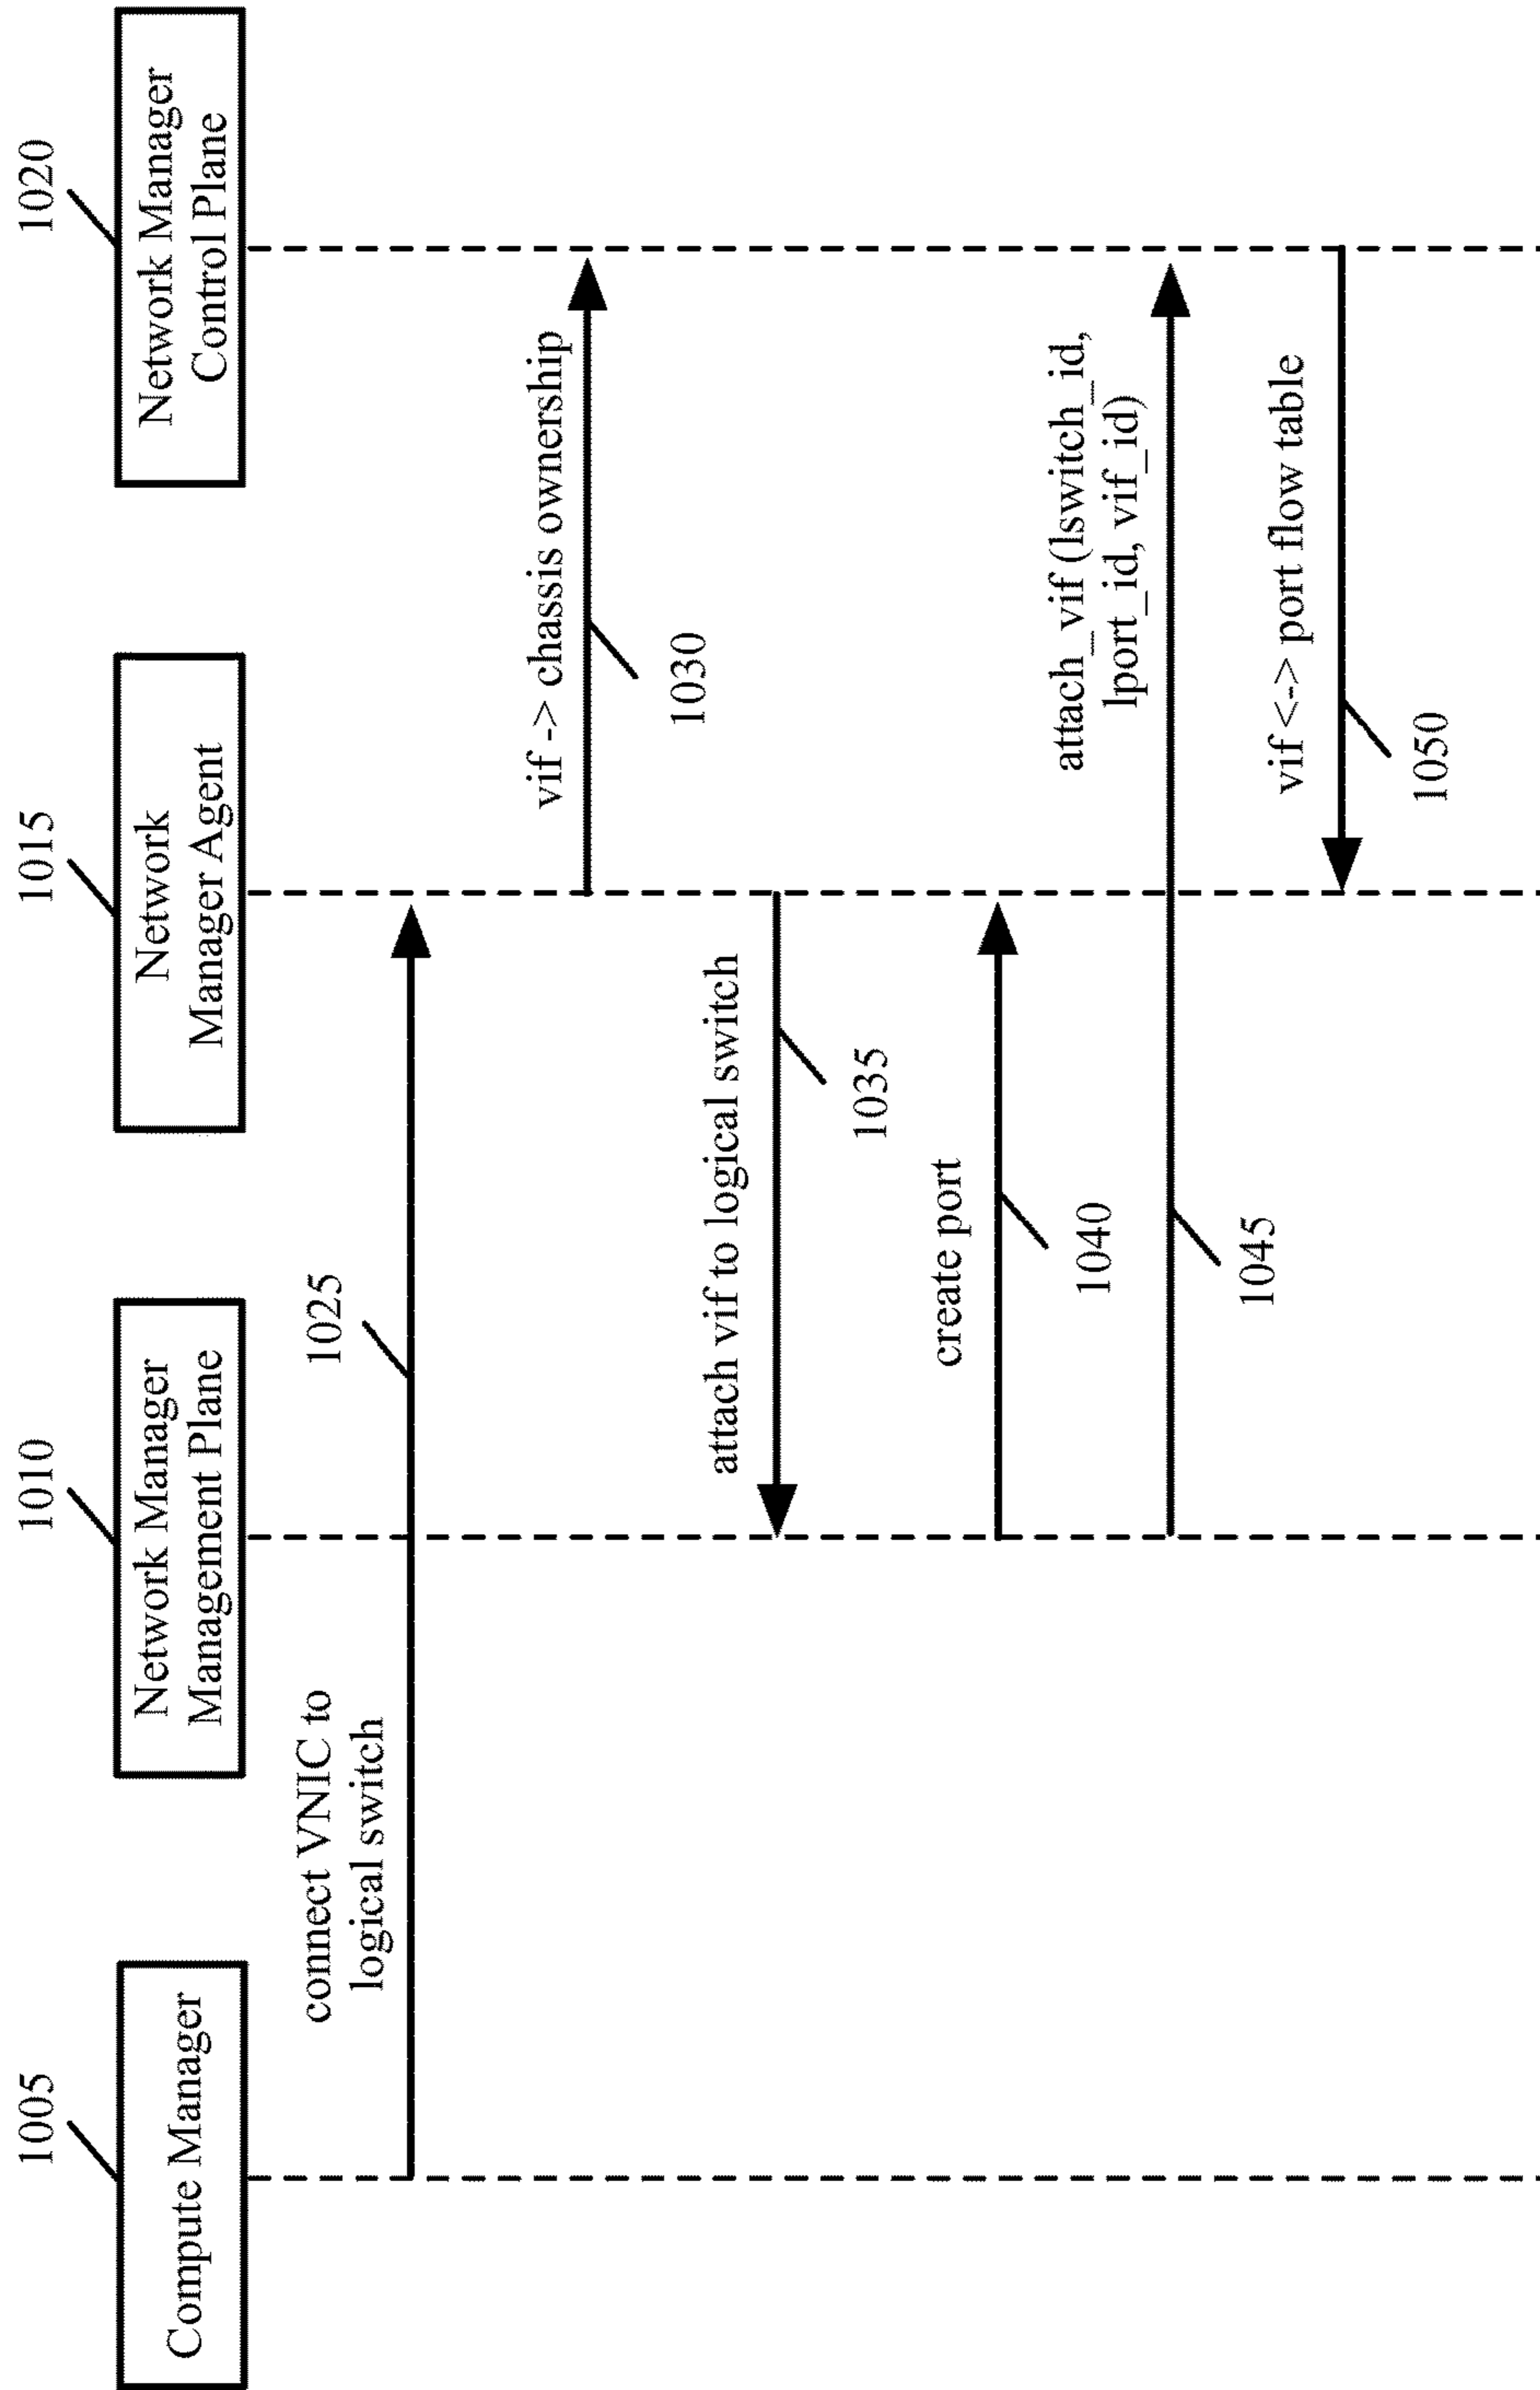 1005
1010
1015
1020
Compute Manager
Network Manager
Management Plane
Network
Manager Agent
Network Manager
Control Plane
connect VNIC to
logical switch
1025
vif -> chassis ownership
1030
attach vif to logical switch
1035
create port
1040
attach_vif (lswitch_id,
lport_id, vif_id)
1045
vif <-> port flow table
1050